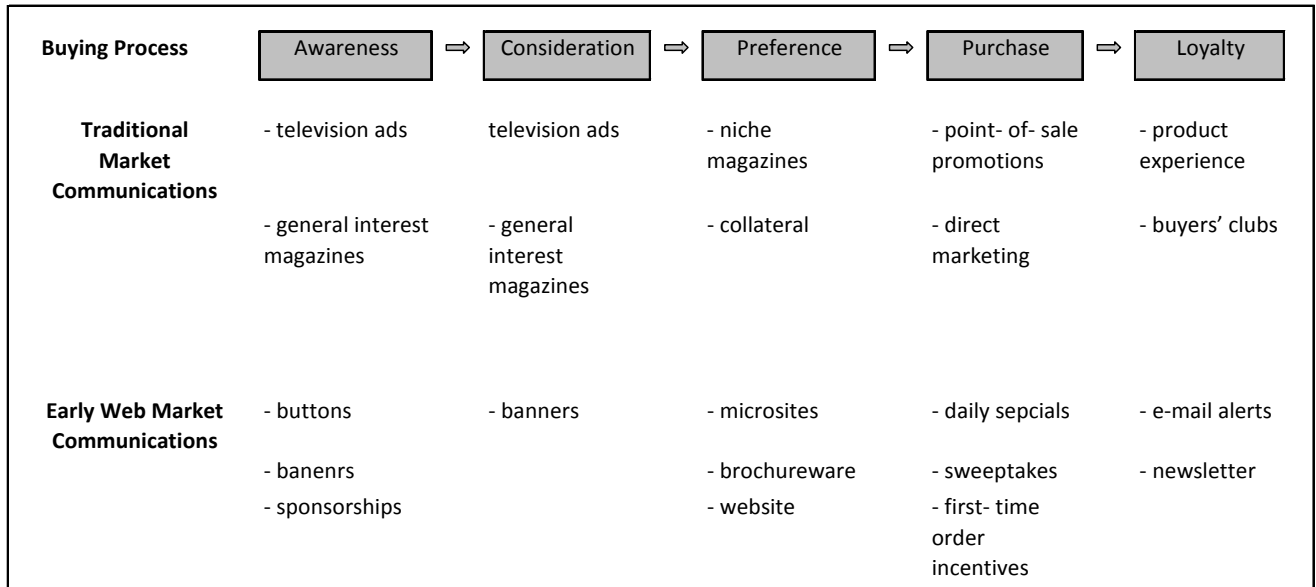 Buying Process Awareness ⇒ Consideration ⇒ Preference ⇒ Purchase ⇒ Loyalty
Traditional - television ads television ads - niche - point- of- sale - product
Market magazines promotions experience
Communications
- general interest - general - collateral - direct - buyers’ clubs
magazines interest marketing
magazines
Early Web Market - buttons - banners - microsites - daily sepcials - e-mail alerts
Communications
- banenrs - brochureware - sweeptakes - newsletter
- sponsorships - website - first- time
order
incentives